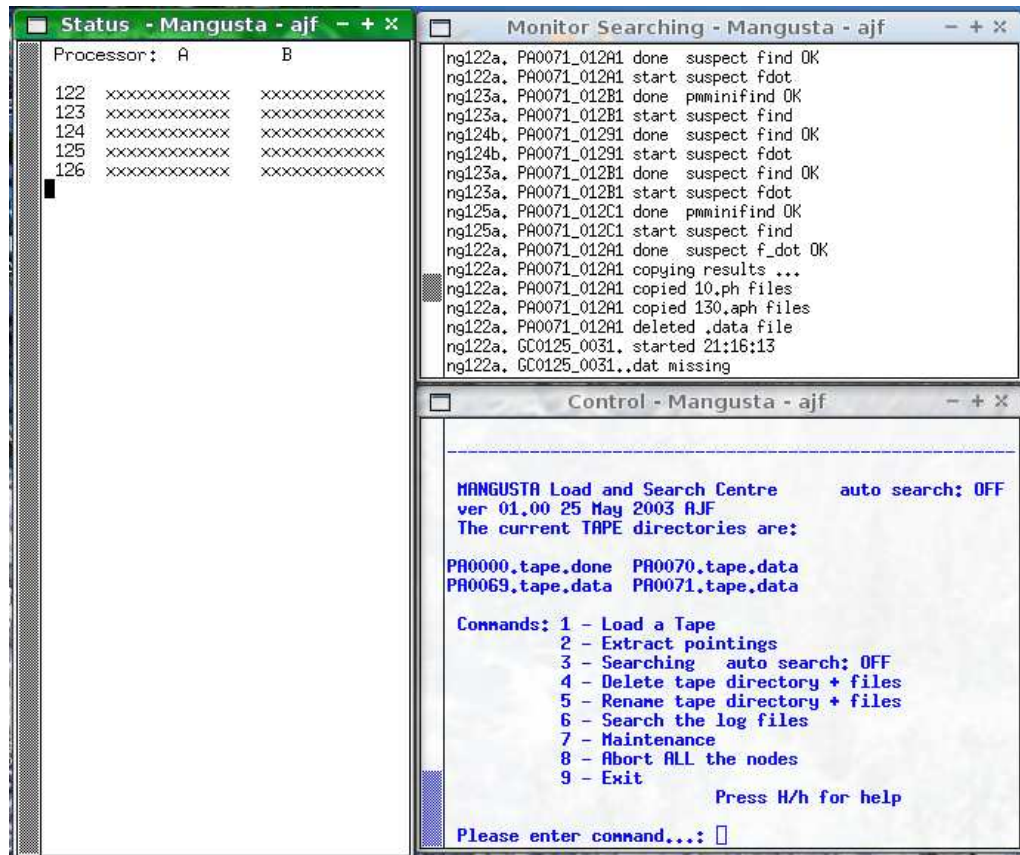 Status - Mangusta - ajf
Processor: A B
122 xxxxxxxxxxxx xxxxxxxxxxxx
123 xxxxxxxxxxxx xxxxxxxxxxxx
124 xxxxxxxxxxxx xxxxxxxxxxxx
125 xxxxxxxxxxxx xxxxxxxxxxxx
126 xxxxxxxxxxxx xxxxxxxxxxxx
Monitor Searching - Mangusta - ajf
ng122a. PA0071_012A1 done suspect find OK
ng122a. PA0071_012A1 start suspect fdot
ng123a. PA0071_012B1 done pmminifind OK
ng123a. PA0071_012B1 start suspect find
ng124b. PA0071_01291 done suspect find OK
ng124b. PA0071_01291 start suspect fdot
ng123a. PA0071_012B1 done suspect find OK
ng123a. PA0071_012B1 start suspect fdot
ng125a. PA0071_012C1 done pmminifind OK
ng125a. PA0071_012C1 start suspect find
ng122a. PA0071_012A1 done suspect f_dot OK
ng122a. PA0071_012A1 copying results ...
ng122a. PA0071_012A1 copied 10.ph files
ng122a. PA0071_012A1 copied 130.aph files
ng122a. PA0071_012A1 deleted .data file
ng122a. GC0125_0031. started 21:16:13
ng122a. GC0125_0031..dat missing
Control - Mangusta - ajf
MANGUSTA Load and Search Centre auto search: OFF
ver 01.00 25 May 2003 AJF
The current TAPE directories are:
PA0000.tape.done PA0070.tape.data
PA0069.tape.data PA0071.tape.data
Commands: 1 - Load a Tape
2 - Extract pointings
3 - Searching auto search: OFF
4 - Delete tape directory + files
5 - Rename tape directory + files
6 - Search the log files
7 - Maintenance
8 - Abort ALL the nodes
9 - Exit
Press H/h for help
Please enter command...: